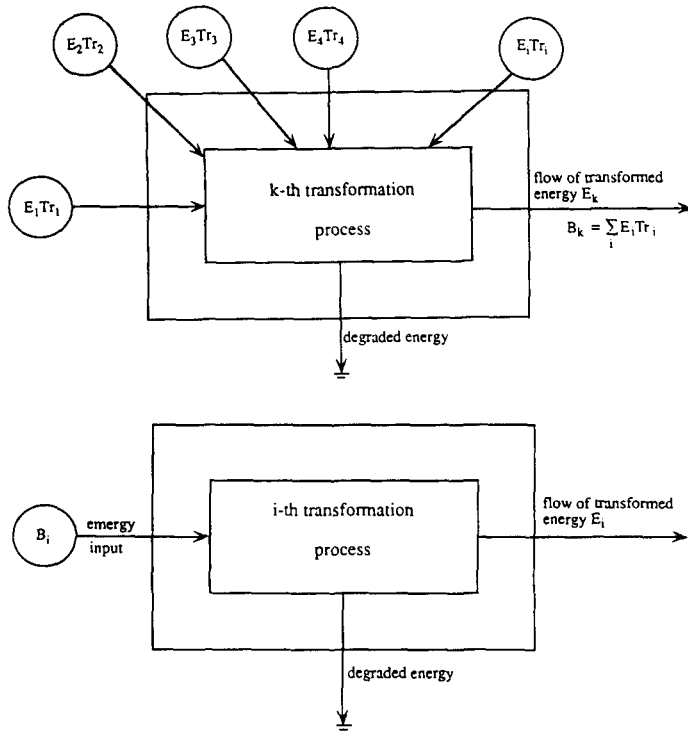 E₂Tr₂
E₃Tr₃
E₄Tr₄
EᵢTrᵢ
E₁Tr₁
k-th transformation
process
flow of transformed
energy Eₖ
Bₖ = ∑ EᵢTrᵢ
i
degraded energy
Bᵢ
emergy
input
i-th transformation
process
flow of transformed
energy Eᵢ
degraded energy